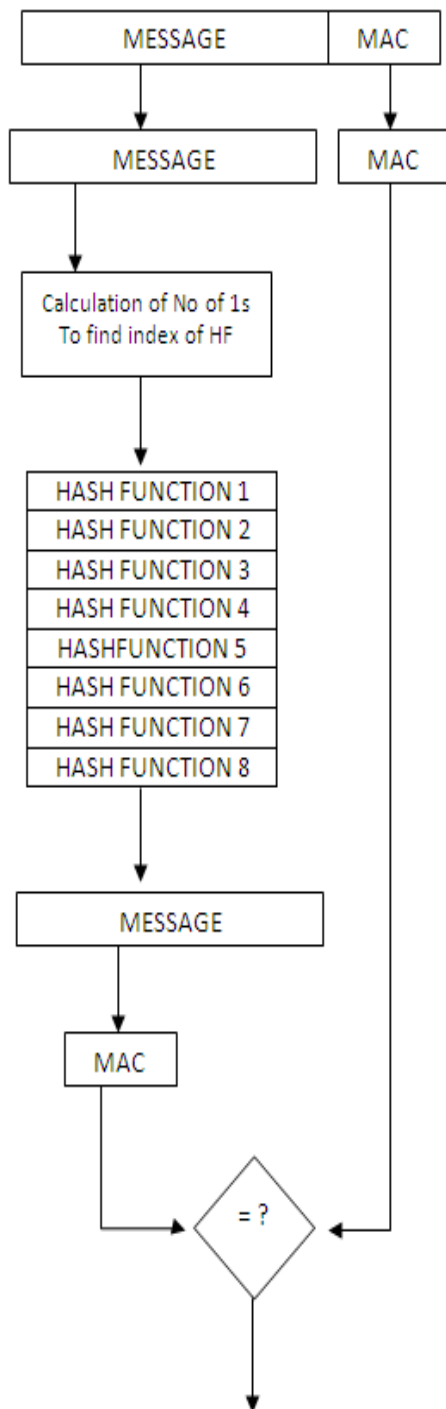 MESSAGE MAC
MESSAGE MAC
Calculation of No of 1s
To find index of HF
HASH FUNCTION 1
HASH FUNCTION 2
HASH FUNCTION 3
HASH FUNCTION 4
HASHFUNCTION 5
HASH FUNCTION 6
HASH FUNCTION 7
HASH FUNCTION 8
MESSAGE
MAC
= ?